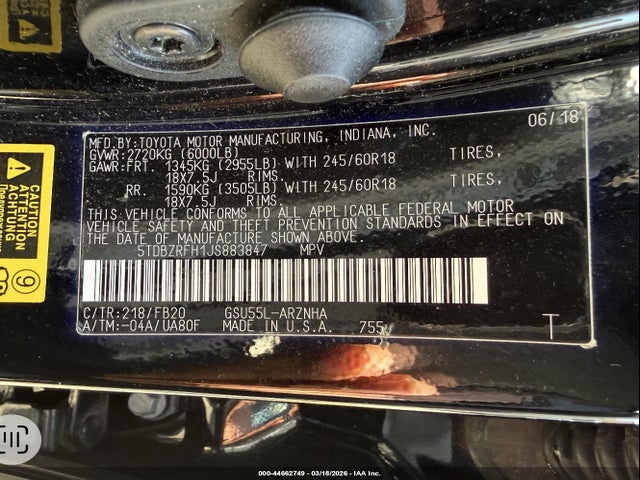 MFD.BY:TOYOTA MOTOR MANUFACTURING, INDIANA, INC. 06/18
GVWR:2720KG (6000LB)
GAWR:FRT. 1345KG (2955LB) WITH 245/60R18 TIRES,
18X7.5J RIMS.
RR. 1590KG (3505LB) WITH 245/60R18 TIRES,
18X7.5J RIMS.
THIS VEHICLE CONFORMS TO ALL APPLICABLE FEDERAL MOTOR
VEHICLE SAFETY AND THEFT PREVENTION STANDARDS IN EFFECT ON
THE DATE OF MANUFACTURE SHOWN ABOVE.
5TDBZRFH1JS883847 MPV
C/TR:218/FB20 GSU55L-ARZNHA
A/TM:-04A/UA80F MADE IN U.S.A. 755 T
CAUTION
ATTENTION
9
000-44662749 - 03/18/2026 - IAA Inc.